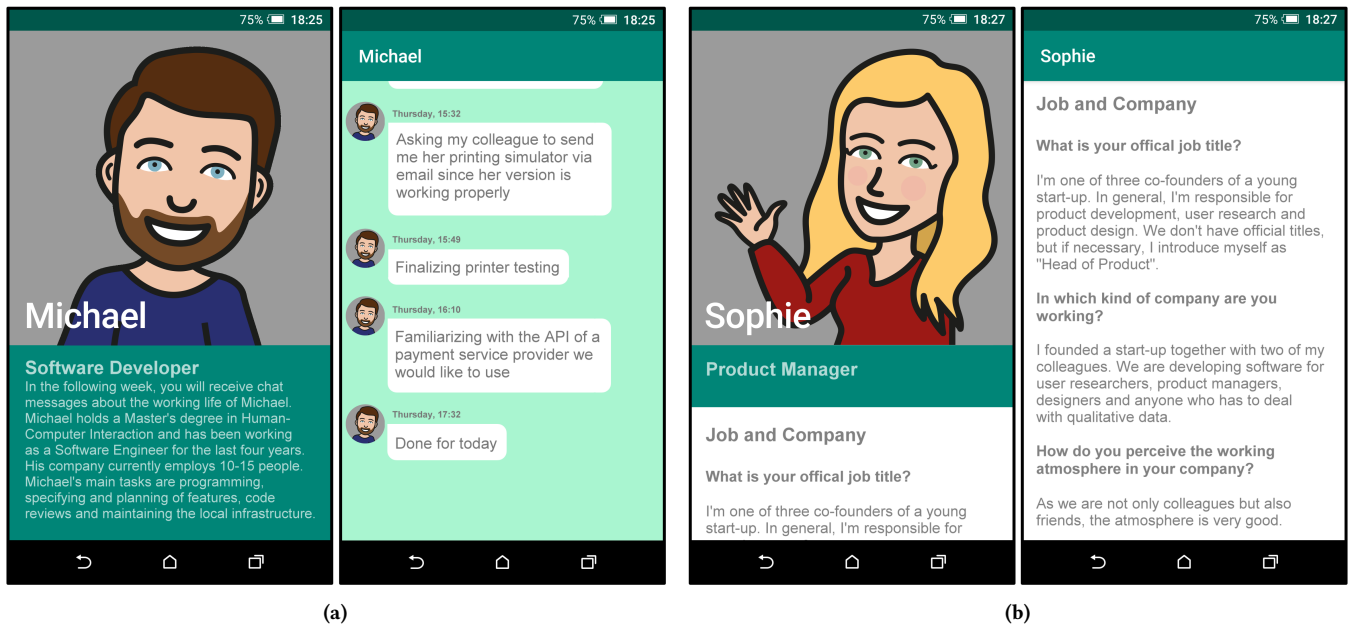 75% 18:25
Michael
Software Developer
In the following week, you will receive chat
messages about the working life of Michael.
Michael holds a Master's degree in Human-
Computer Interaction and has been working
as a Software Engineer for the last four years.
His company currently employs 10-15 people.
Michael's main tasks are programming,
specifying and planning of features, code
reviews and maintaining the local infrastructure.
75% 18:25
Michael
Thursday, 15:32
Asking my colleague to send
me her printing simulator via
email since her version is
working properly
Thursday, 15:49
Finalizing printer testing
Thursday, 16:10
Familiarizing with the API of a
payment service provider we
would like to use
Thursday, 17:32
Done for today
(a)
75% 18:27
Sophie
Product Manager
Job and Company
What is your offical job title?
I'm one of three co-founders of a young
start-up. In general, I'm responsible for
75% 18:27
Sophie
Job and Company
What is your offical job title?
I'm one of three co-founders of a young
start-up. In general, I'm responsible for
product development, user research and
product design. We don't have official titles,
but if necessary, I introduce myself as
"Head of Product".
In which kind of company are you
working?
I founded a start-up together with two of my
colleagues. We are developing software for
user researchers, product managers,
designers and anyone who has to deal
with qualitative data.
How do you perceive the working
atmosphere in your company?
As we are not only colleagues but also
friends, the atmosphere is very good.
(b)